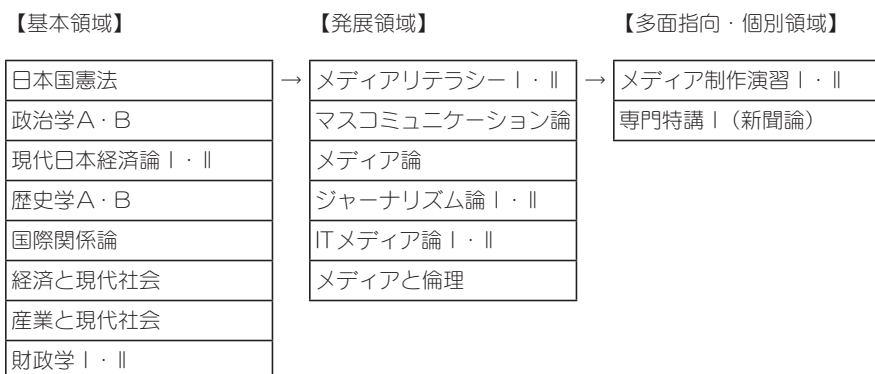 【基本領域】 【発展領域】 【多面指向・個別領域】
日本国憲法 → メディアリテラシーⅠ・Ⅱ → メディア制作演習Ⅰ・Ⅱ
政治学A・B マスコミュニケーション論 専門特講Ⅰ（新聞論）
現代日本経済論Ⅰ・Ⅱ メディア論
歴史学A・B ジャーナリズム論Ⅰ・Ⅱ
国際関係論 ITメディア論Ⅰ・Ⅱ
経済と現代社会 メディアと倫理
産業と現代社会
財政学Ⅰ・Ⅱ